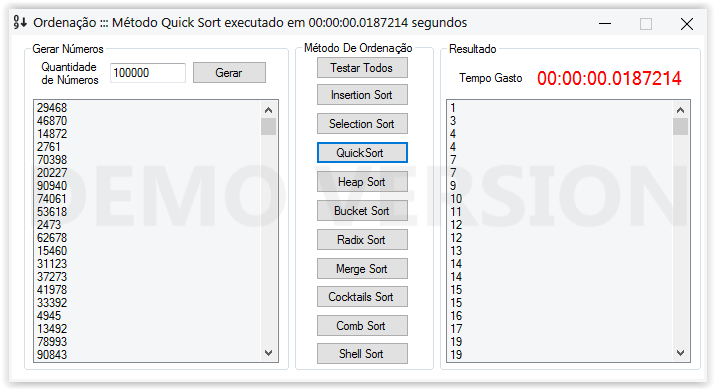 Ordenação ::: Método Quick Sort executado em 00:00:00.0187214 segundos
Gerar Números
Quantidade
de Números
100000
Gerar
29468
46870
14872
2761
70398
20227
90940
74061
53618
2473
62678
15460
31123
37273
41978
33392
4945
13492
78993
90843
Método De Ordenação
Testar Todos
Insertion Sort
Selection Sort
QuickSort
Heap Sort
Bucket Sort
Radix Sort
Merge Sort
Cocktails Sort
Comb Sort
Shell Sort
Resultado
Tempo Gasto 00:00:00.0187214
1
3
4
4
7
7
9
10
11
12
12
13
14
14
15
15
16
17
19
19
DEMO VERSION